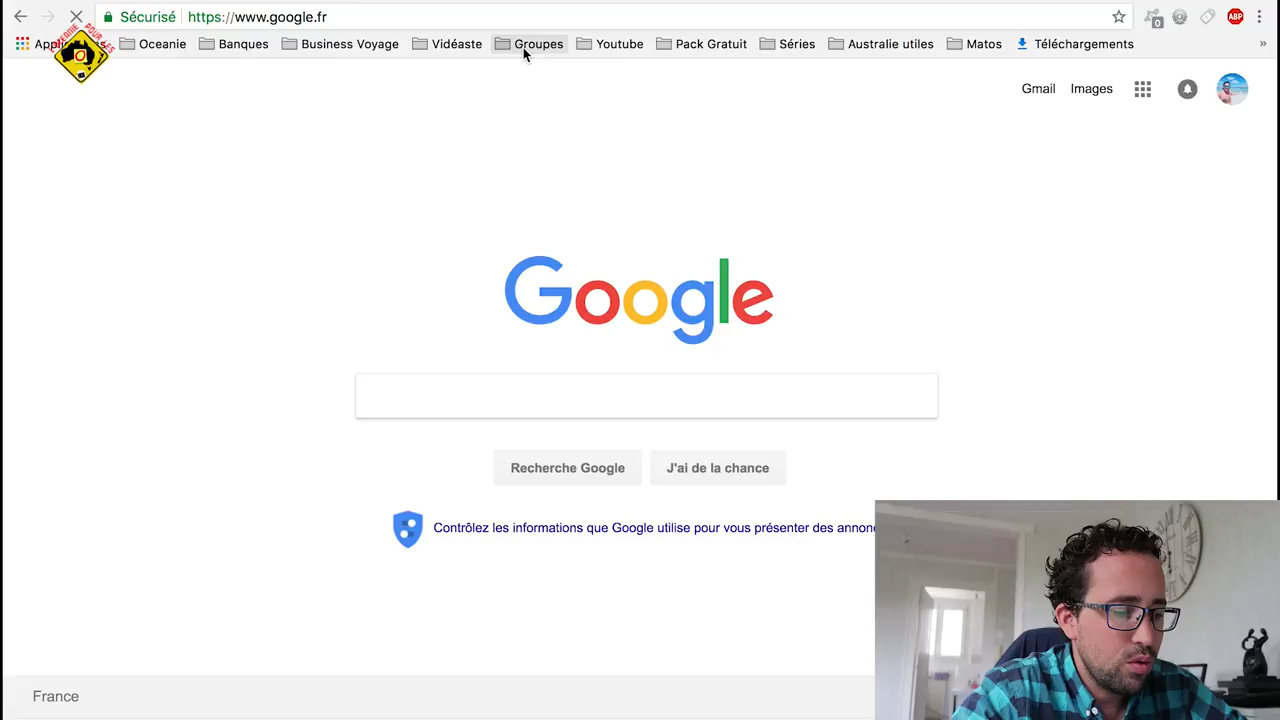 Sécurisé https://www.google.fr
Oceanie Banques Business Voyage Vidéaste Groupes Youtube Pack Gratuit Australie utiles Matos Téléchargements »
Gmail Images
ABP
0
Google
Recherche Google J'ai de la chance
Contrôlez les informations que Google utilise pour vous présenter des
France